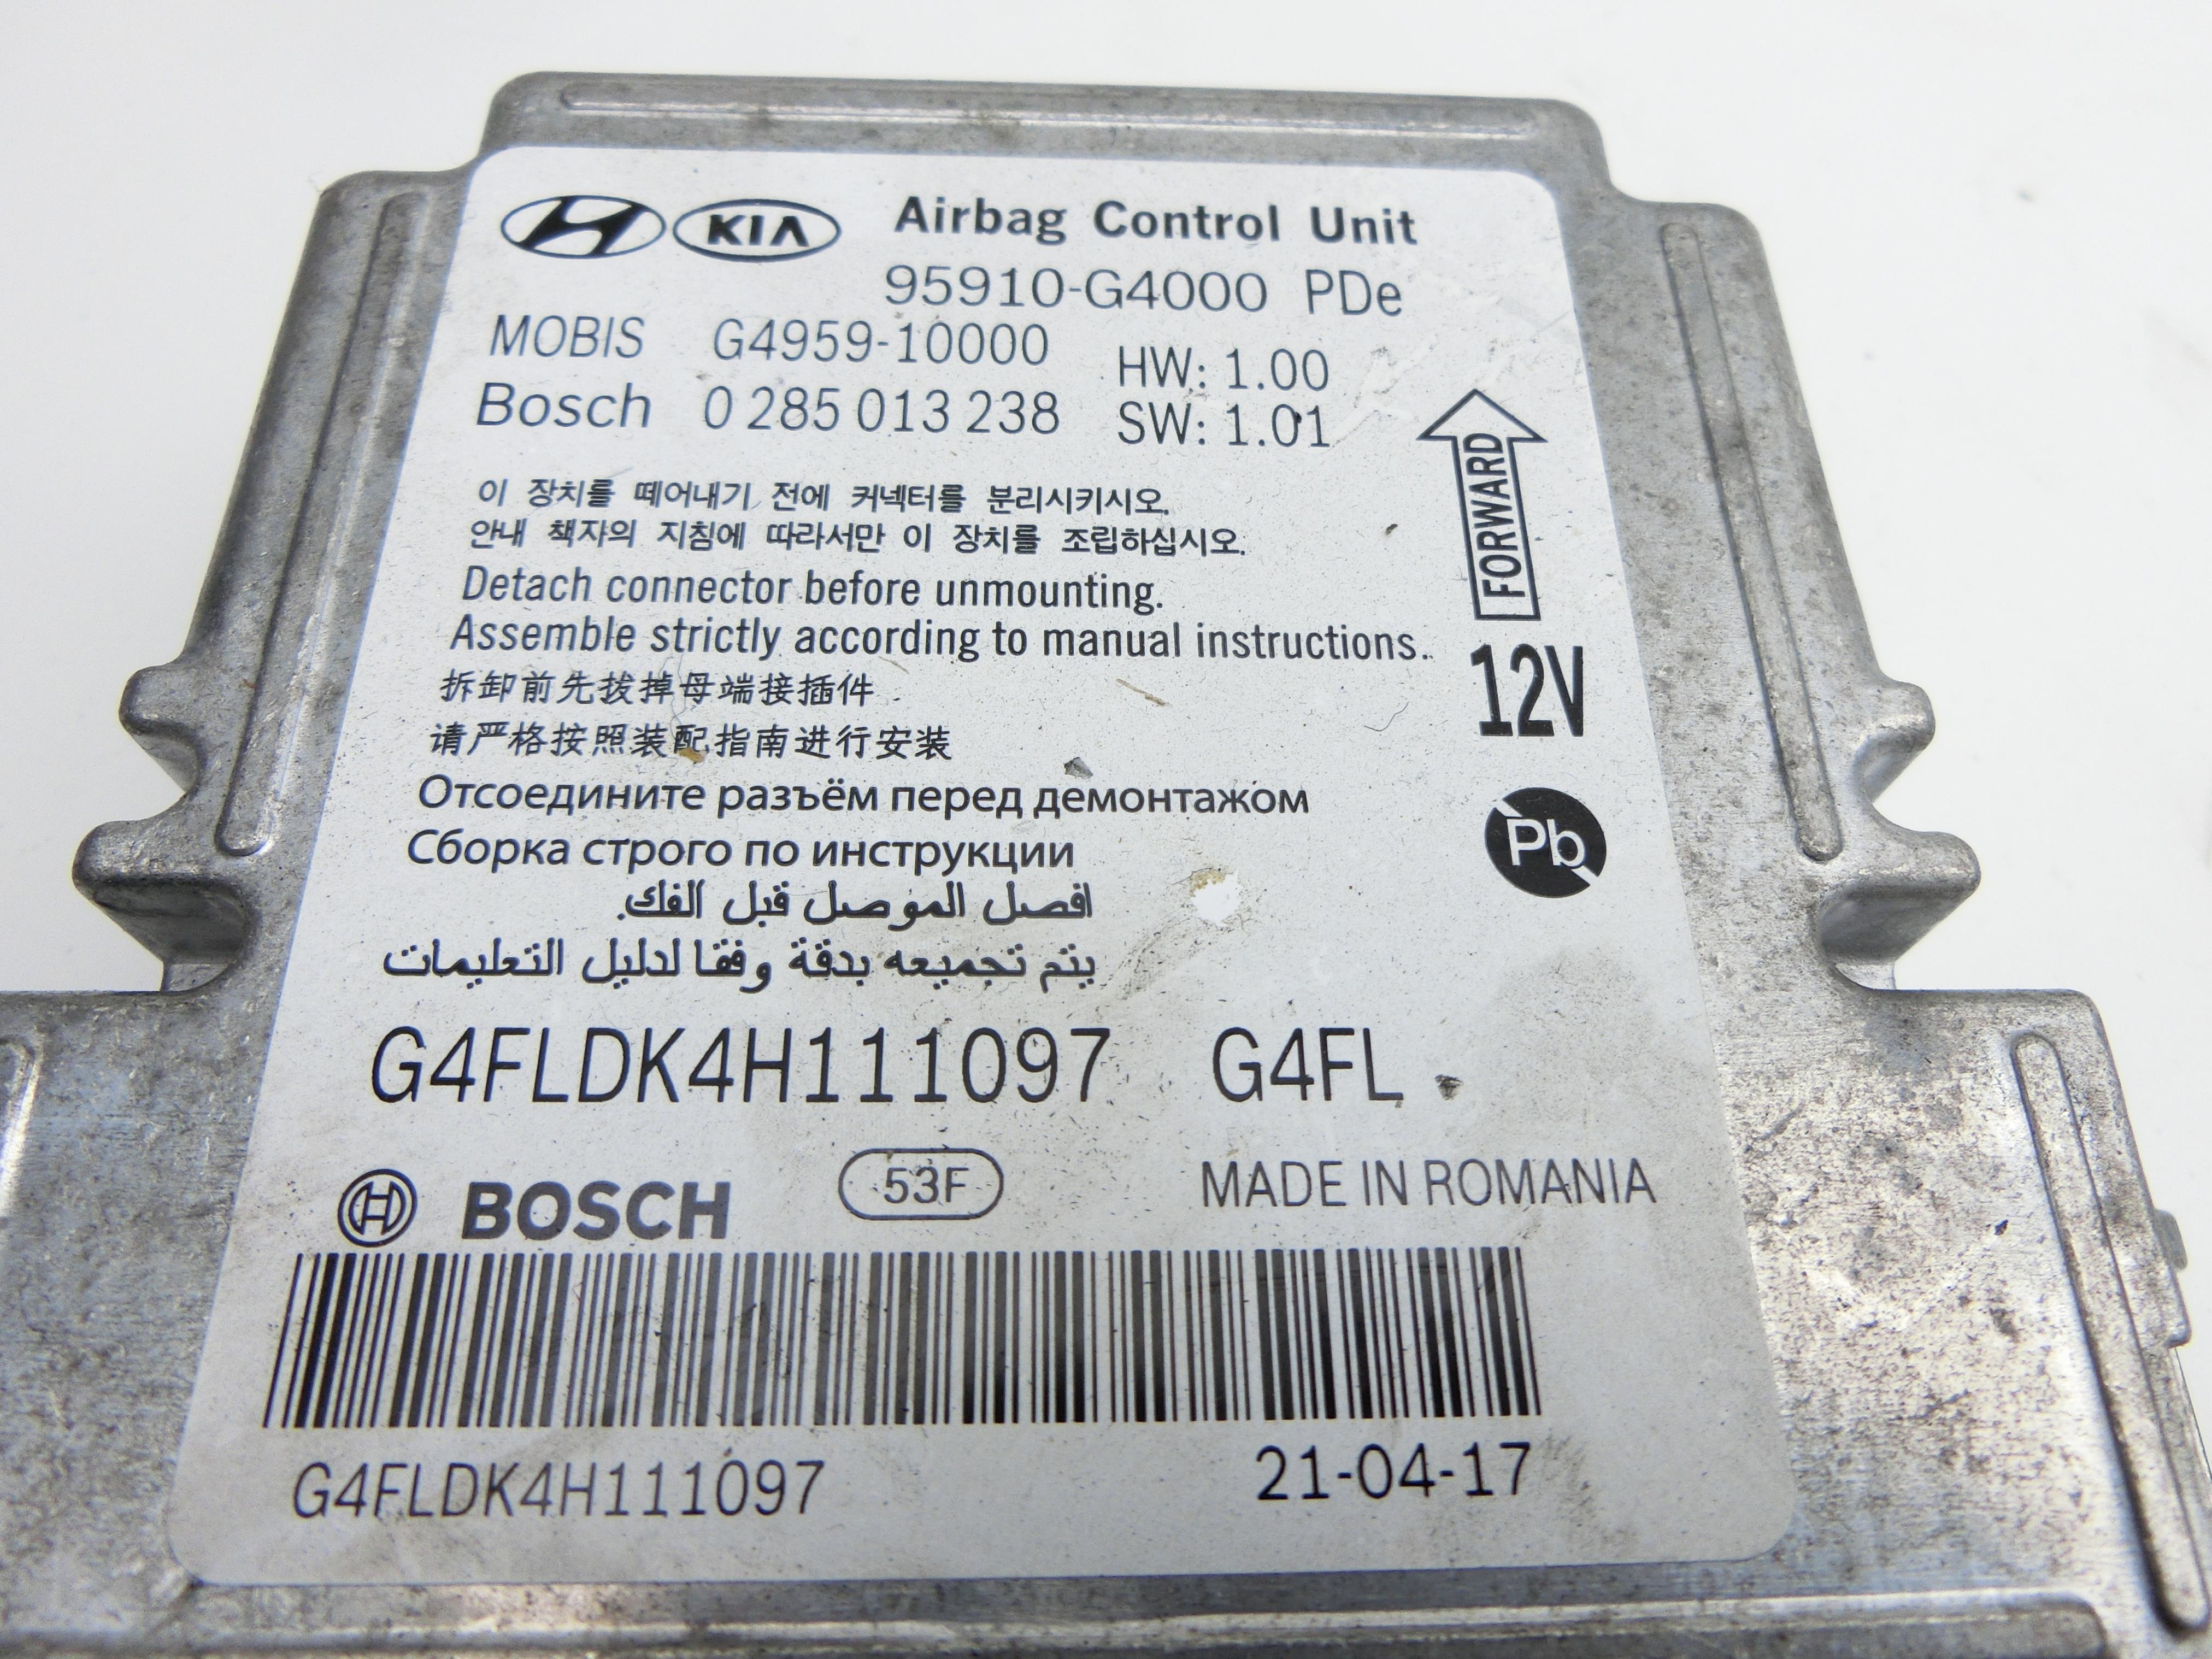 KIA Airbag Control Unit
95910-G4000 PDe
MOBIS G4959-10000 HW: 1.00
Bosch 0 285 013 238 SW: 1.01
FORWARD
이 장치를 떼어내기 전에 커넥터를 분리시키시오.
안내 책자의 지침에 따라서만 이 장치를 조립하십시오.
Detach connector before unmounting.
Assemble strictly according to manual instructions.
12V
拆卸前先拔掉母端接插件
请严格按照装配指南进行安装
Отсоедините разъём перед демонтажом
Pb
Сборка строго по инструкции
افصل الموصل قبل الفك.
يتم تجميعه بدقة وفقا لدليل التعليمات
G4FLDK4H111097 G4FL
BOSCH 53F MADE IN ROMANIA
G4FLDK4H111097 21-04-17